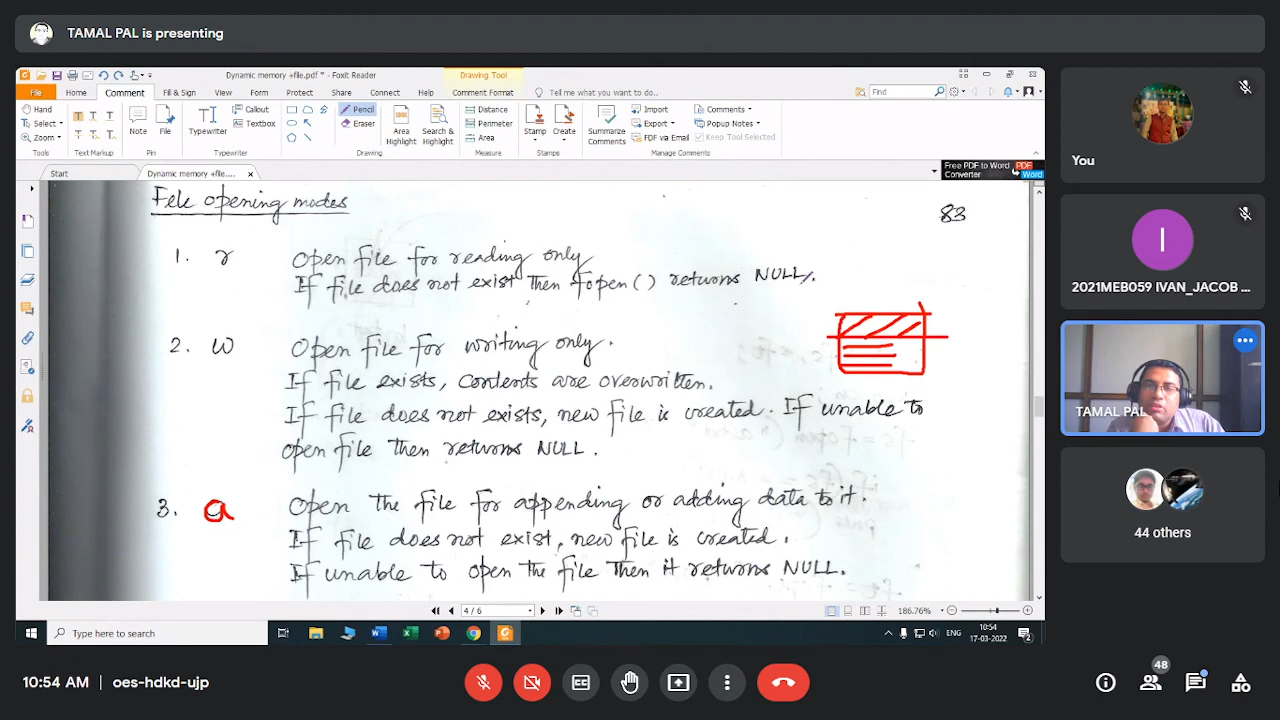 TAMAL PAL is presenting
Dynamic memory +file.pdf * - Foxit Reader
Drawing Tool
File
Home
Comment
Fill & Sign
View
Form
Protect
Share
Connect
Help
Comment Format
Tell me what you want to do..
Find
Hand
Select
Zoom
Tools
Text Markup
Note
File
Pin
Typewriter
Callout
Textbox
Typewriter
Pencil
Eraser
Drawing
Area Highlight
Search & Highlight
Distance
Perimeter
Area
Measure
Stamp
Create
Stamps
Summarize Comments
Import
Export
FDF via Email
Comments
Popup Notes
Keep Tool Selected
Manage Comments
Start
Dynamic memory +file....
Free PDF to Word Converter
PDF
Word
File opening modes
83
1. r Open file for reading only
If file does not exist then fopen() returns NULL.
2. w Open file for writing only.
If file exists, contents are overwritten.
If file does not exists, new file is created. If unable to
open file then returns NULL.
3. a Open the file for appending or adding data to it.
If file does not exist, new file is created.
If unable to open the file then it returns NULL.
4 / 6
186.76%
Type here to search
ENG
10:54
17-03-2022
2
You
I
2021MEB059 IVAN_JACOB ...
TAMAL PAL
44 others
10:54 AM | oes-hdkd-ujp
48